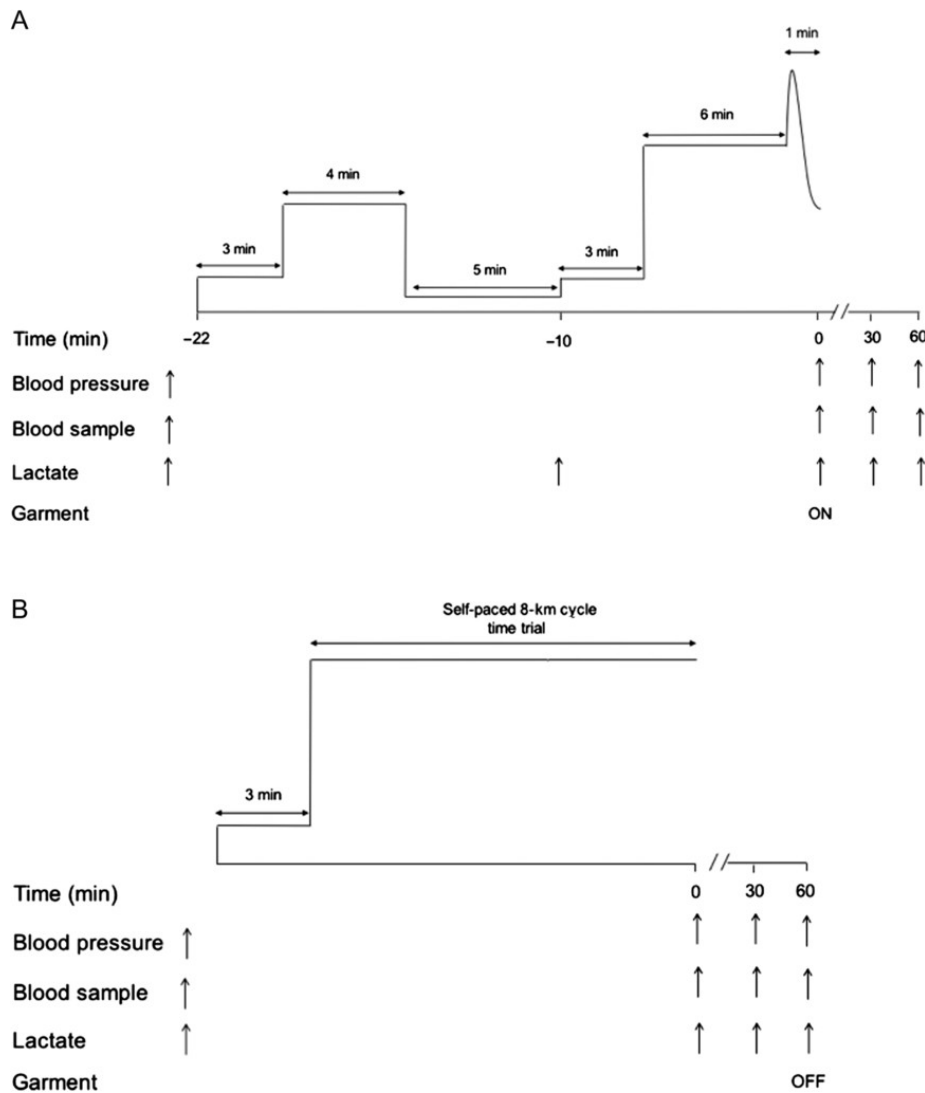 A
1 min
6 min
4 min
3 min
3 min
5 min
Time (min) −22 −10 0 30 60
Blood pressure
Blood sample
Lactate
Garment ON
B
Self-paced 8-km cycle
time trial
3 min
Time (min) 0 30 60
Blood pressure
Blood sample
Lactate
Garment OFF